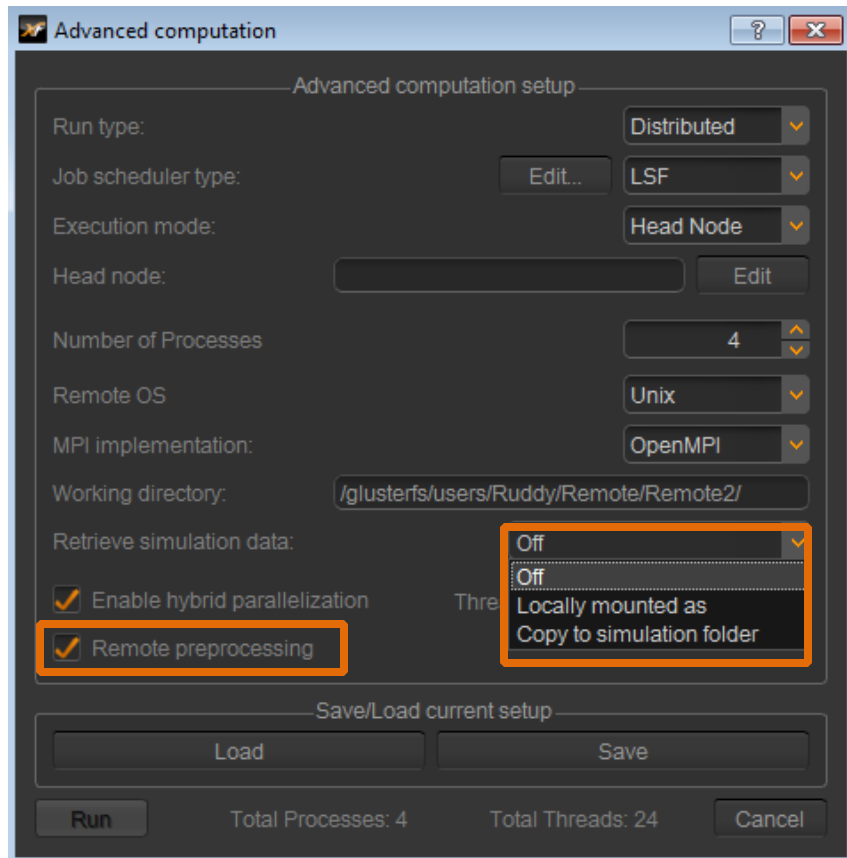 XF Advanced computation ?
Advanced computation setup
Run type: Distributed
Job scheduler type: Edit... LSF
Execution mode: Head Node
Head node: Edit
Number of Processes 4
Remote OS Unix
MPI implementation: OpenMPI
Working directory: /glusterfs/users/Ruddy/Remote/Remote2/
Retrieve simulation data: Off
Off
Enable hybrid parallelization Locally mounted as
Remote preprocessing Copy to simulation folder
Save/Load current setup
Load Save
Run Total Processes: 4 Total Threads: 24 Cancel